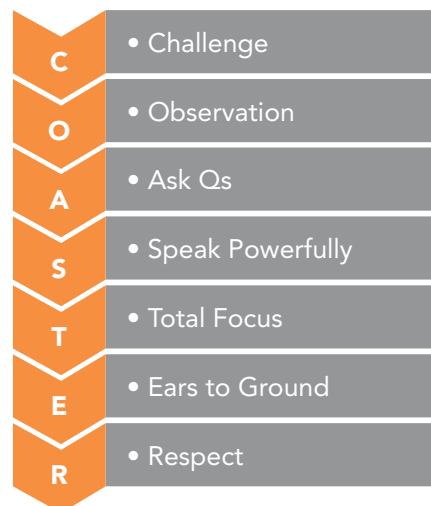 C • Challenge
O • Observation
A • Ask Qs
S • Speak Powerfully
T • Total Focus
E • Ears to Ground
R • Respect